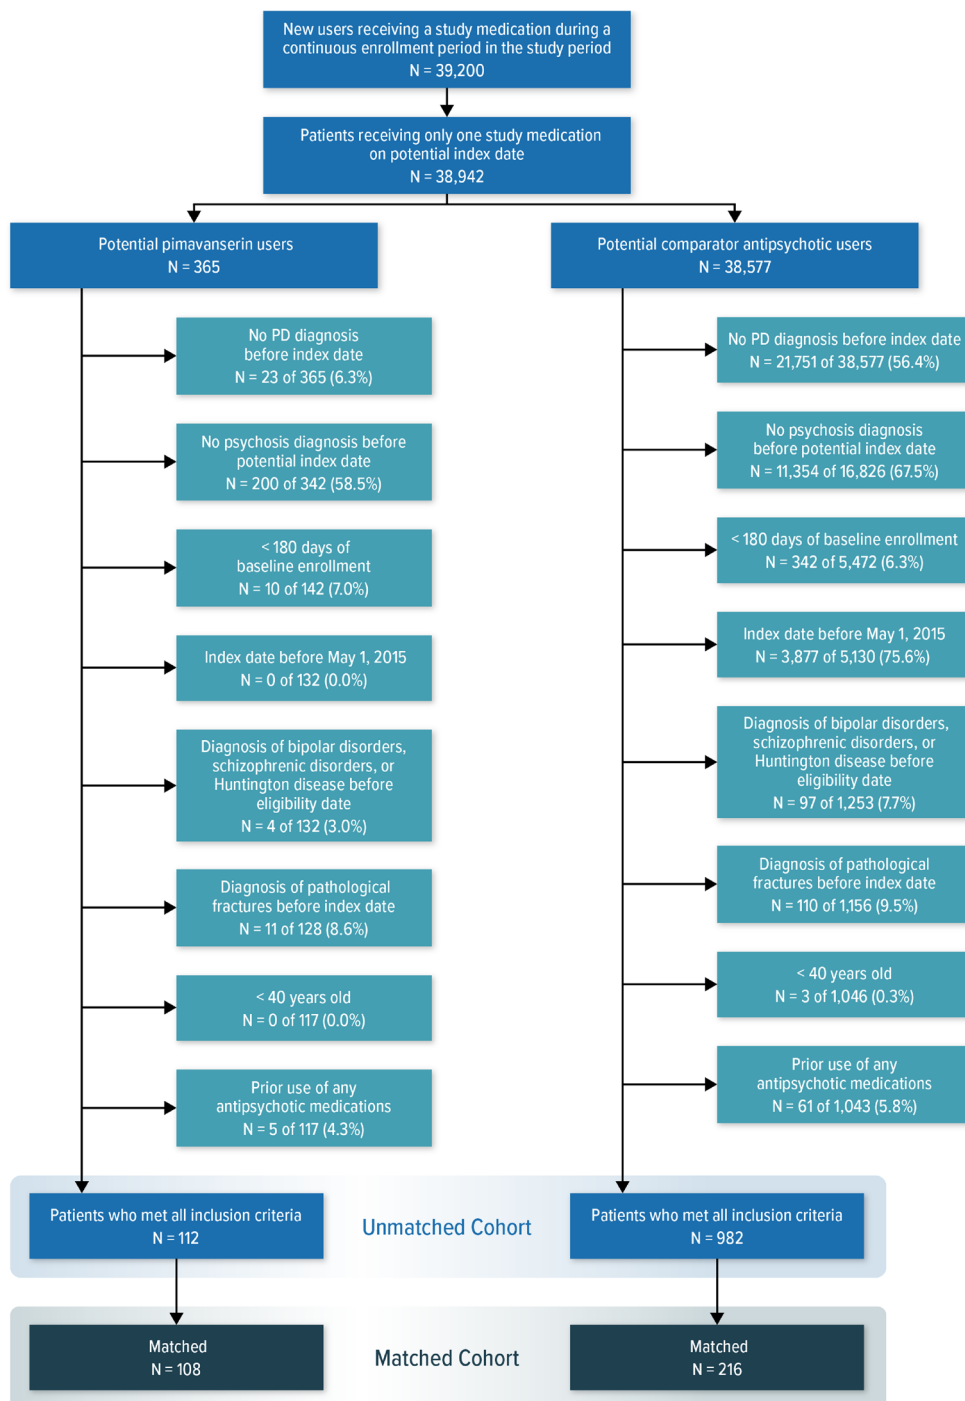 New users receiving a study medication during a
continuous enrollment period in the study period
N = 39,200
Patients receiving only one study medication
on potential index date
N = 38,942
Potential pimavanserin users
N = 365
No PD diagnosis
before index date
N = 23 of 365 (6.3%)
No psychosis diagnosis before
potential index date
N = 200 of 342 (58.5%)
< 180 days of
baseline enrollment
N = 10 of 142 (7.0%)
Index date before May 1, 2015
N = 0 of 132 (0.0%)
Diagnosis of bipolar disorders,
schizophrenic disorders, or
Huntington disease before
eligibility date
N = 4 of 132 (3.0%)
Diagnosis of pathological
fractures before index date
N = 11 of 128 (8.6%)
< 40 years old
N = 0 of 117 (0.0%)
Prior use of any
antipsychotic medications
N = 5 of 117 (4.3%)
Potential comparator antipsychotic users
N = 38,577
No PD diagnosis before index date
N = 21,751 of 38,577 (56.4%)
No psychosis diagnosis
before potential index date
N = 11,354 of 16,826 (67.5%)
< 180 days of baseline enrollment
N = 342 of 5,472 (6.3%)
Index date before May 1, 2015
N = 3,877 of 5,130 (75.6%)
Diagnosis of bipolar disorders,
schizophrenic disorders, or
Huntington disease before
eligibility date
N = 97 of 1,253 (7.7%)
Diagnosis of pathological
fractures before index date
N = 110 of 1,156 (9.5%)
< 40 years old
N = 3 of 1,046 (0.3%)
Prior use of any
antipsychotic medications
N = 61 of 1,043 (5.8%)
Patients who met all inclusion criteria
N = 112
Unmatched Cohort
Patients who met all inclusion criteria
N = 982
Matched
N = 108
Matched Cohort
Matched
N = 216